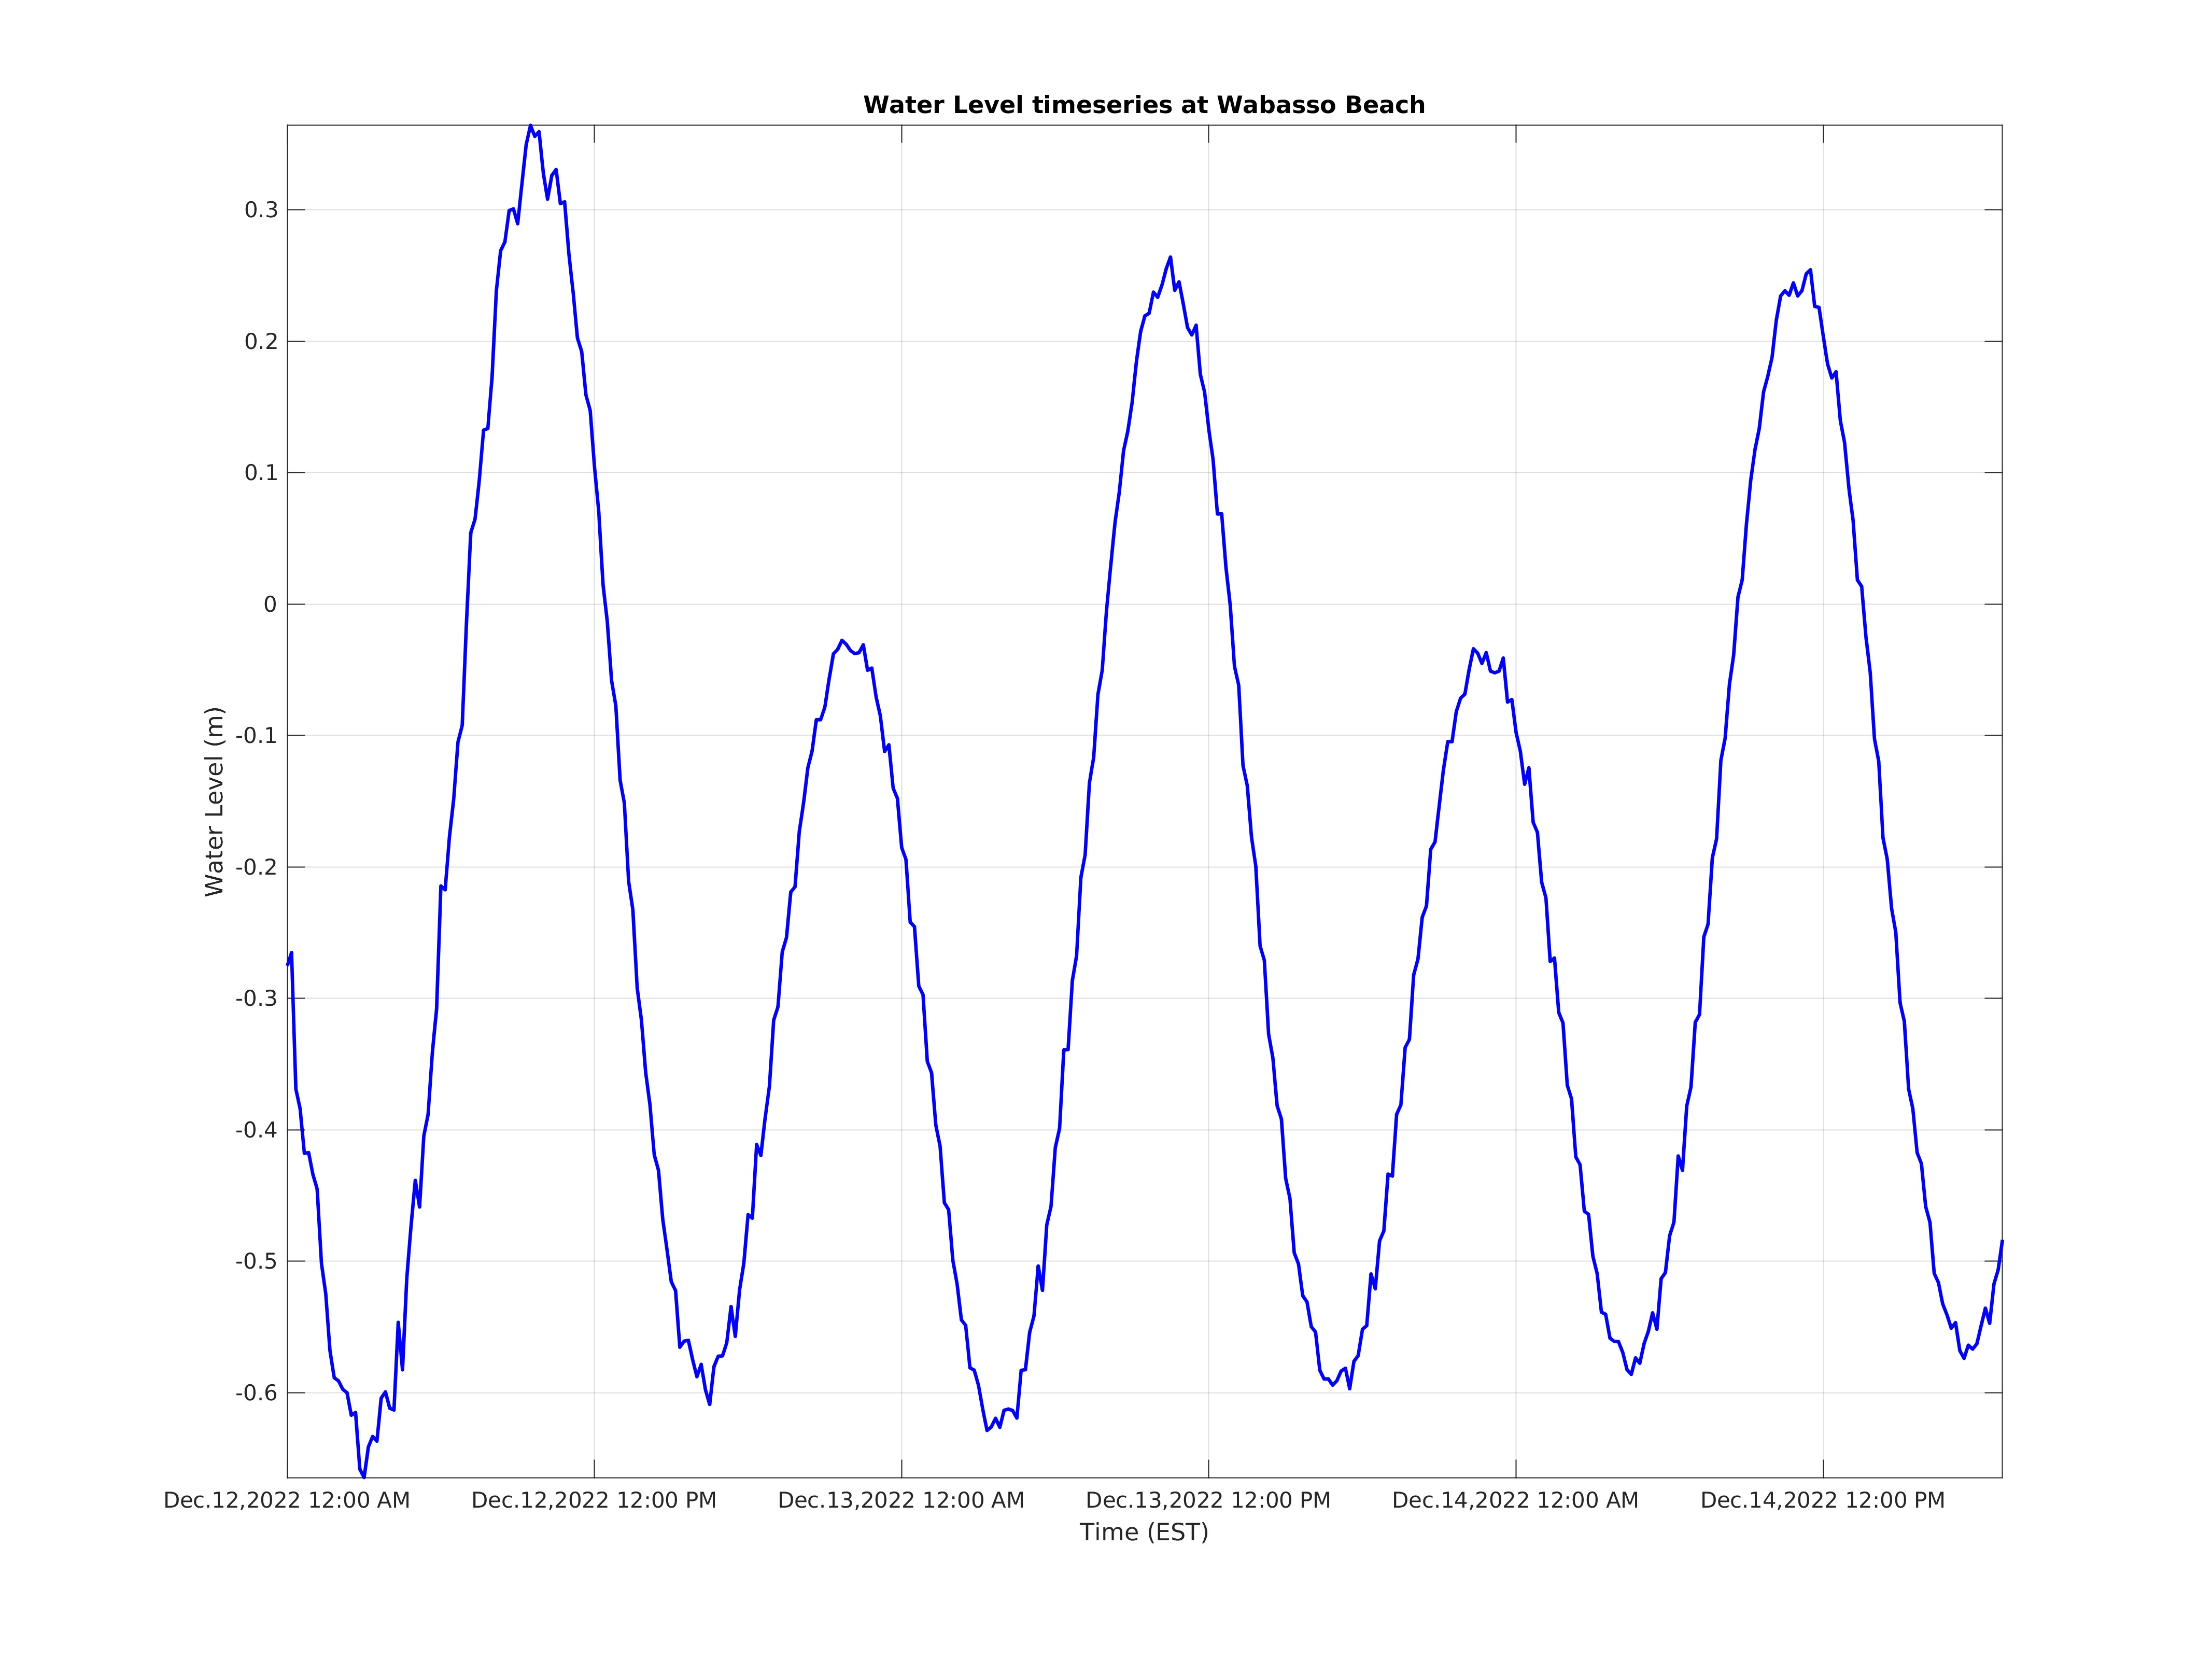 Water Level timeseries at Wabasso Beach
0.3
0.2
0.1
0
-0.1
-0.2
-0.3
-0.4
-0.5
-0.6
Water Level (m)
Dec.12,2022 12:00 AM Dec.12,2022 12:00 PM Dec.13,2022 12:00 AM Dec.13,2022 12:00 PM Dec.14,2022 12:00 AM Dec.14,2022 12:00 PM
Time (EST)